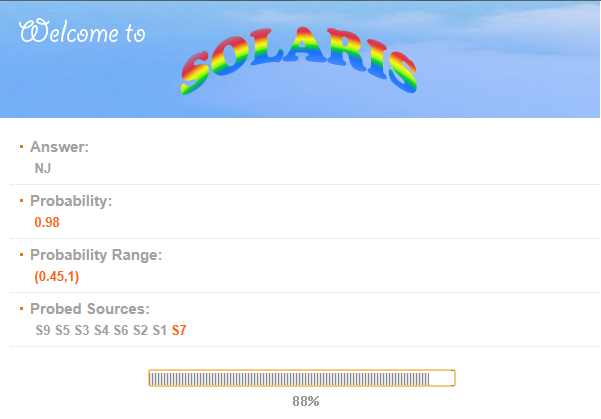 Welcome to SOLARIS
Answer:
NJ
Probability:
0.98
Probability Range:
(0.45,1)
Probed Sources:
S9 S5 S3 S4 S6 S2 S1 S7
88%